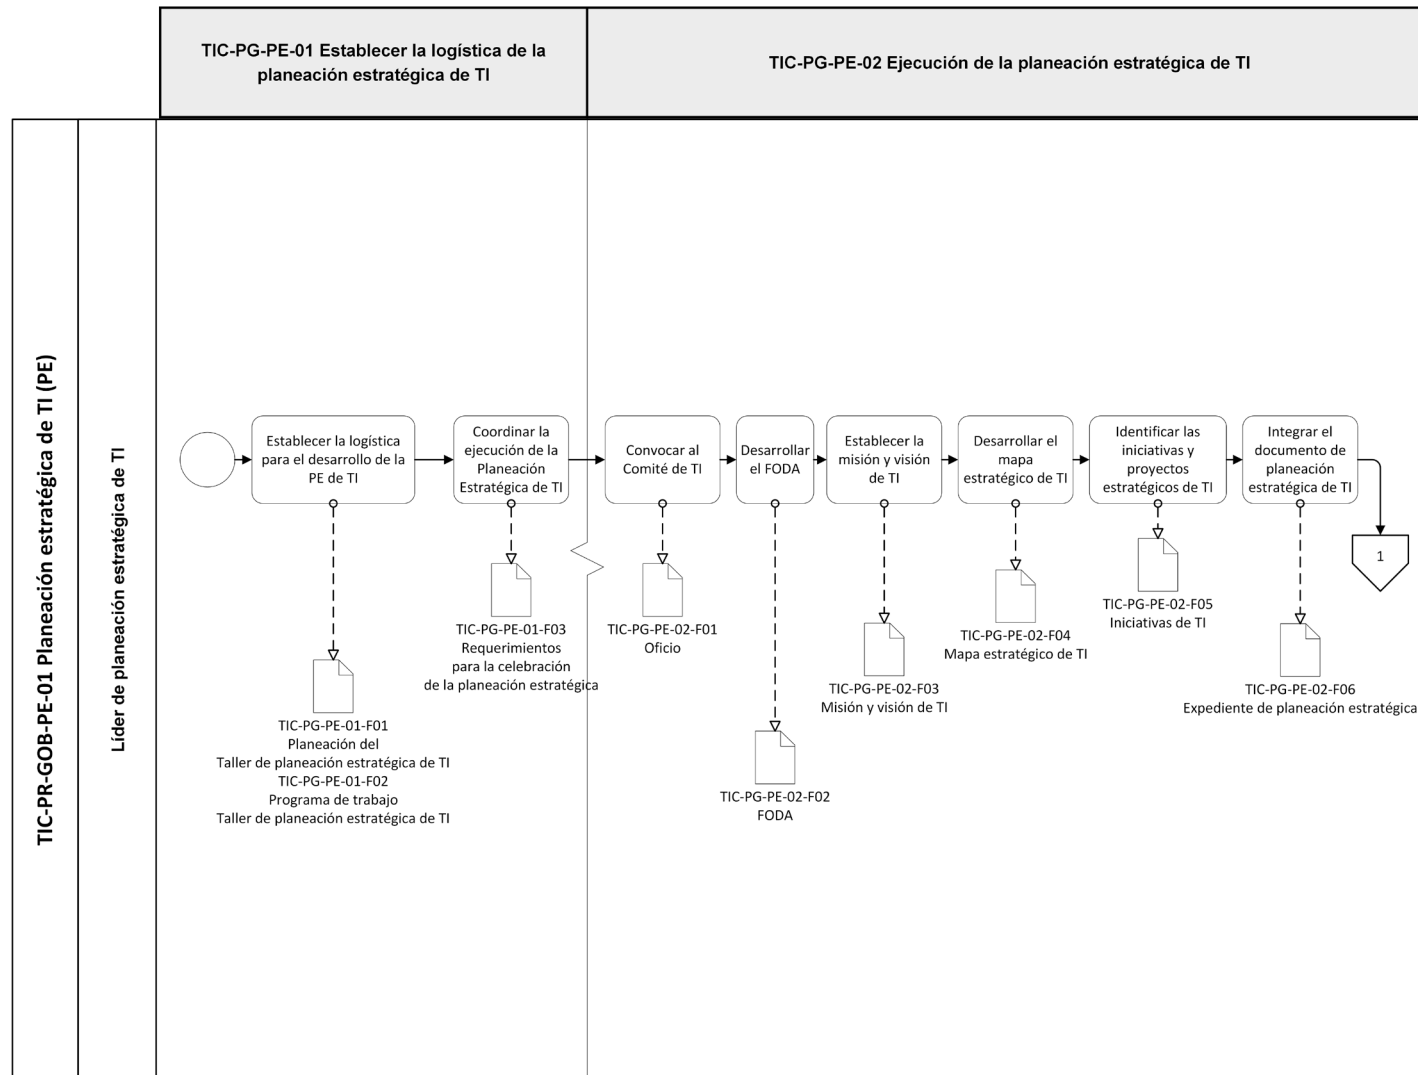 TIC-PG-PE-01 Establecer la logística de la
planeación estratégica de TI
TIC-PG-PE-02 Ejecución de la planeación estratégica de TI
TIC-PR-GOB-PE-01 Planeación estratégica de TI (PE)
Líder de planeación estratégica de TI
Establecer la logística
para el desarrollo de la
PE de TI
Coordinar la
ejecución de la
Planeación
Estratégica de TI
Convocar al
Comité de TI
Desarrollar
el FODA
Establecer la
misión y visión
de TI
Desarrollar el
mapa
estratégico de TI
Identificar las
iniciativas y
proyectos
estratégicos de TI
Integrar el
documento de
planeación
estratégica de TI
1
TIC-PG-PE-01-F01
Planeación del
Taller de planeación estratégica de TI
TIC-PG-PE-01-F02
Programa de trabajo
Taller de planeación estratégica de TI
TIC-PG-PE-01-F03
Requerimientos
para la celebración
de la planeación estratégica
TIC-PG-PE-02-F01
Oficio
TIC-PG-PE-02-F02
FODA
TIC-PG-PE-02-F03
Misión y visión de TI
TIC-PG-PE-02-F04
Mapa estratégico de TI
TIC-PG-PE-02-F05
Iniciativas de TI
TIC-PG-PE-02-F06
Expediente de planeación estratégica